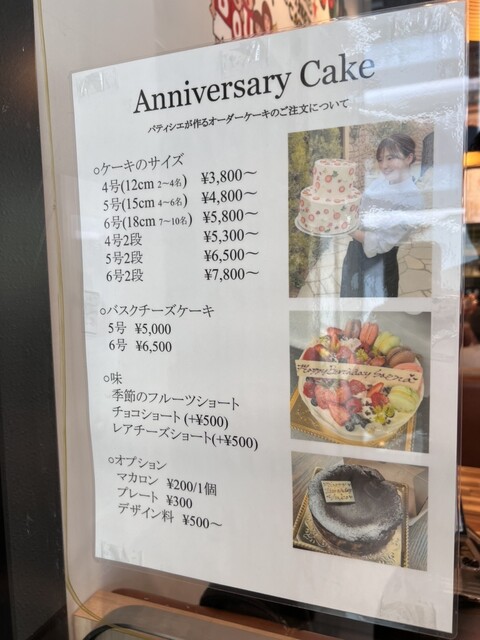 Anniversary Cake
パティシエが作るオーダーケーキのご注文について
○ケーキのサイズ
4号(12cm 2～4名) ¥3,800～
5号(15cm 4～6名) ¥4,800～
6号(18cm 7～10名) ¥5,800～
4号2段 ¥5,300～
5号2段 ¥6,500～
6号2段 ¥7,800～
○バスクチーズケーキ
5号 ¥5,000
6号 ¥6,500
○味
季節のフルーツショート
チョコショート(+¥500)
レアチーズショート(+¥500)
○オプション
マカロン ¥200/1個
プレート ¥300
デザイン料 ¥500～
Happy Birthday